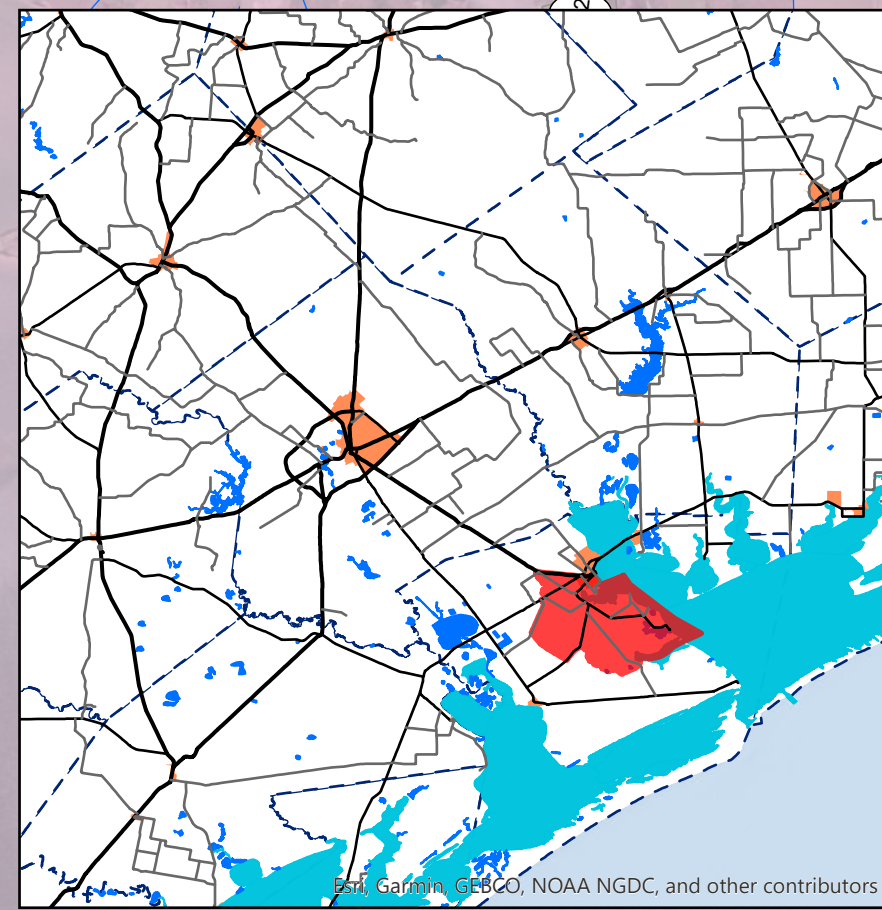 Esri, Garmin, GEBCO, NOAA NGDC, and other contributors